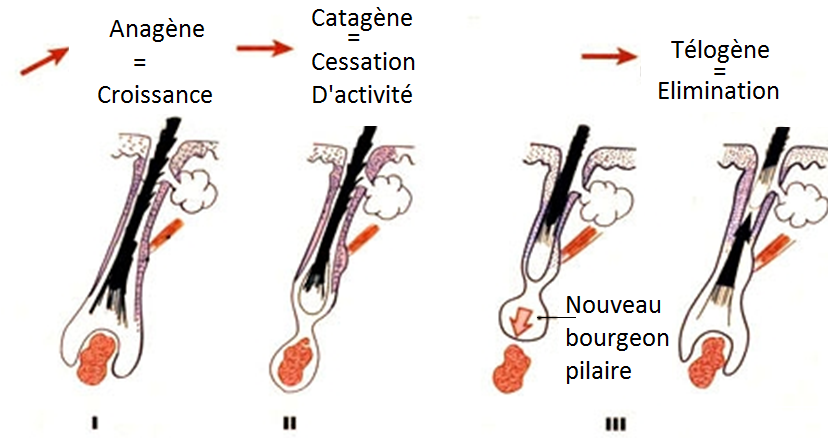 Anagène
=
Croissance
Catagène
=
Cessation
D'activité
Télogène
=
Elimination
Nouveau
bourgeon
pilaire
I
II
III